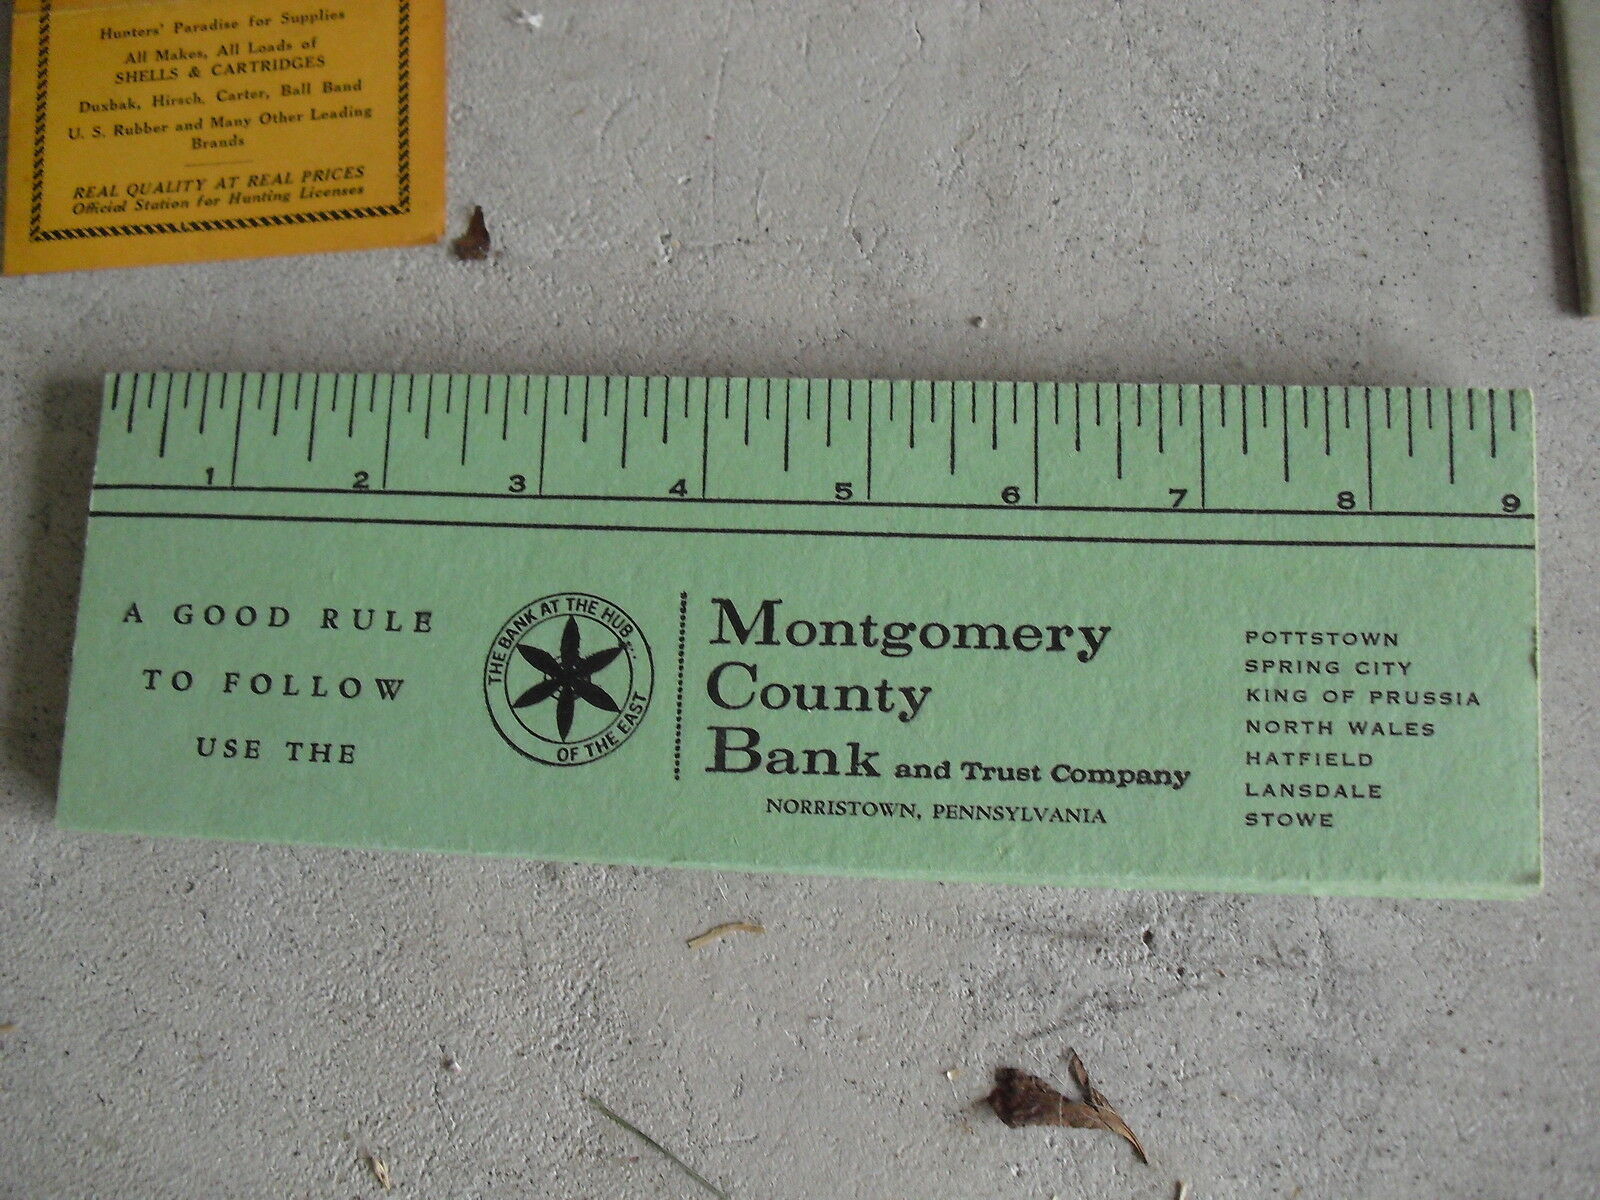 Hunters' Paradise for Supplies
All Makes, All Loads of
SHELLS & CARTRIDGES
Duxbak, Hirsch, Carter, Ball Band
U. S. Rubber and Many Other Leading
Brands
REAL QUALITY AT REAL PRICES
Official Station for Hunting Licenses
1 2 3 4 5 6 7 8 9
A GOOD RULE
TO FOLLOW
USE THE
THE BANK AT THE HUB
OF THE EAST
Montgomery
County
Bank and Trust Company
NORRISTOWN, PENNSYLVANIA
POTTSTOWN
SPRING CITY
KING OF PRUSSIA
NORTH WALES
HATFIELD
LANSDALE
STOWE